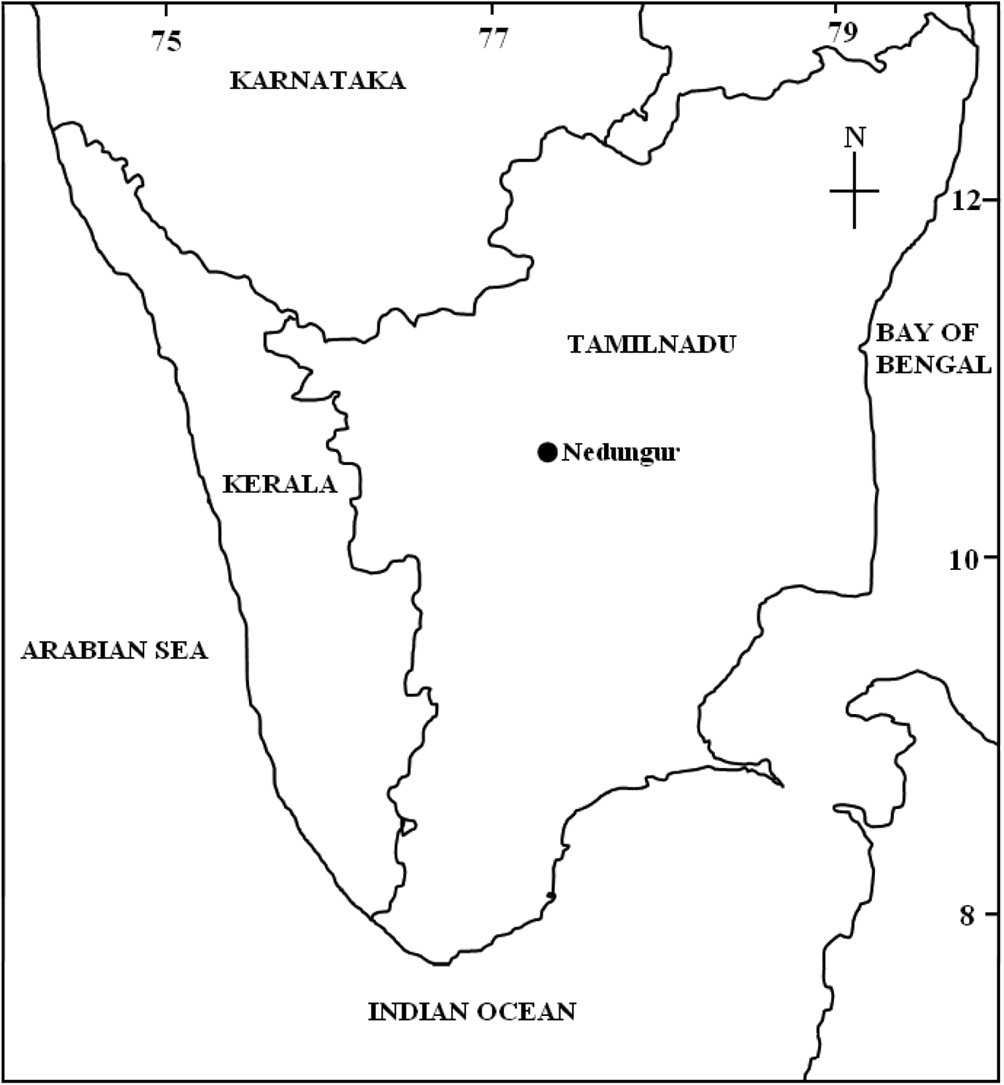 75
77
79
KARNATAKA
N
12
BAY OF
BENGAL
TAMILNADU
Nedungur
KERALA
10
ARABIAN SEA
8
INDIAN OCEAN